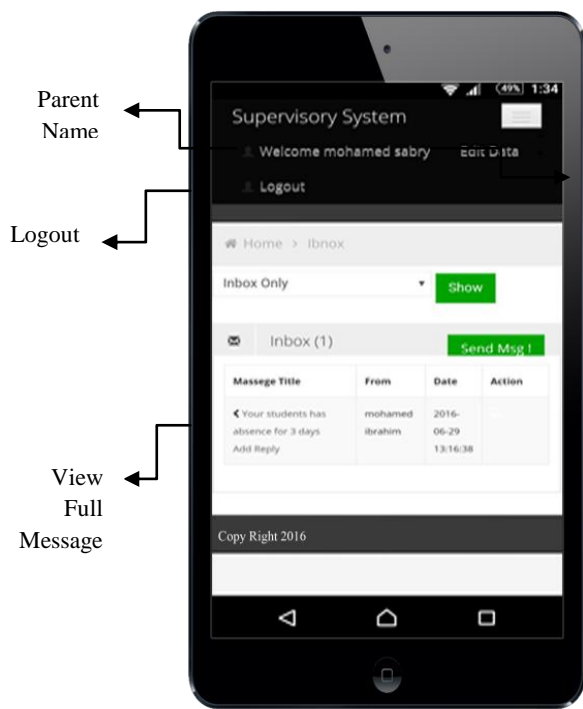 49% 1:34
Parent
Name
Supervisory System
Welcome mohamed sabry Edit Data
Logout
Logout
Home > Ibnox
Inbox Only Show
Inbox (1) Send Msg !
Massege Title From Date Action
Your students has absence for 3 days Add Reply
mohamed ibrahim
2016-06-29 13:16:38
View
Full
Message
Copy Right 2016